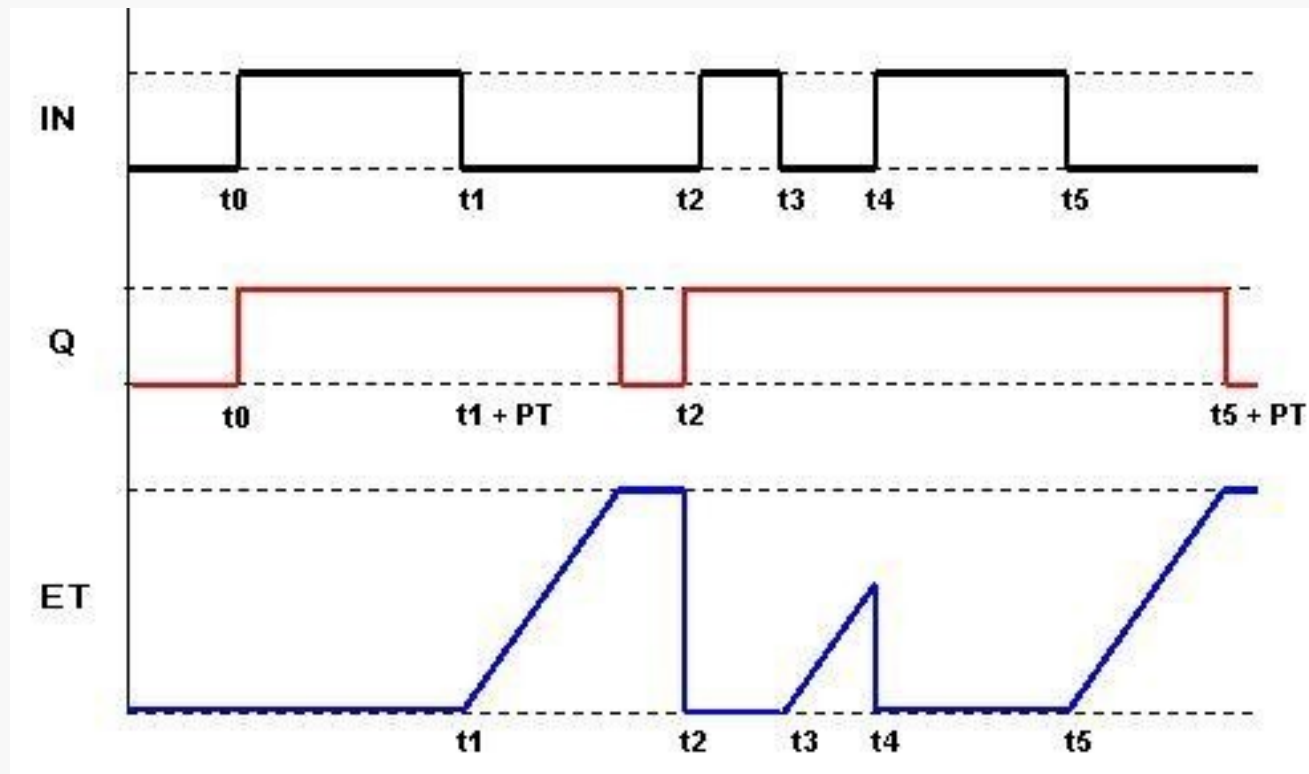 IN
t0 t1 t2 t3 t4 t5
Q
t0 t1 + PT t2 t5 + PT
ET
t1 t2 t3 t4 t5